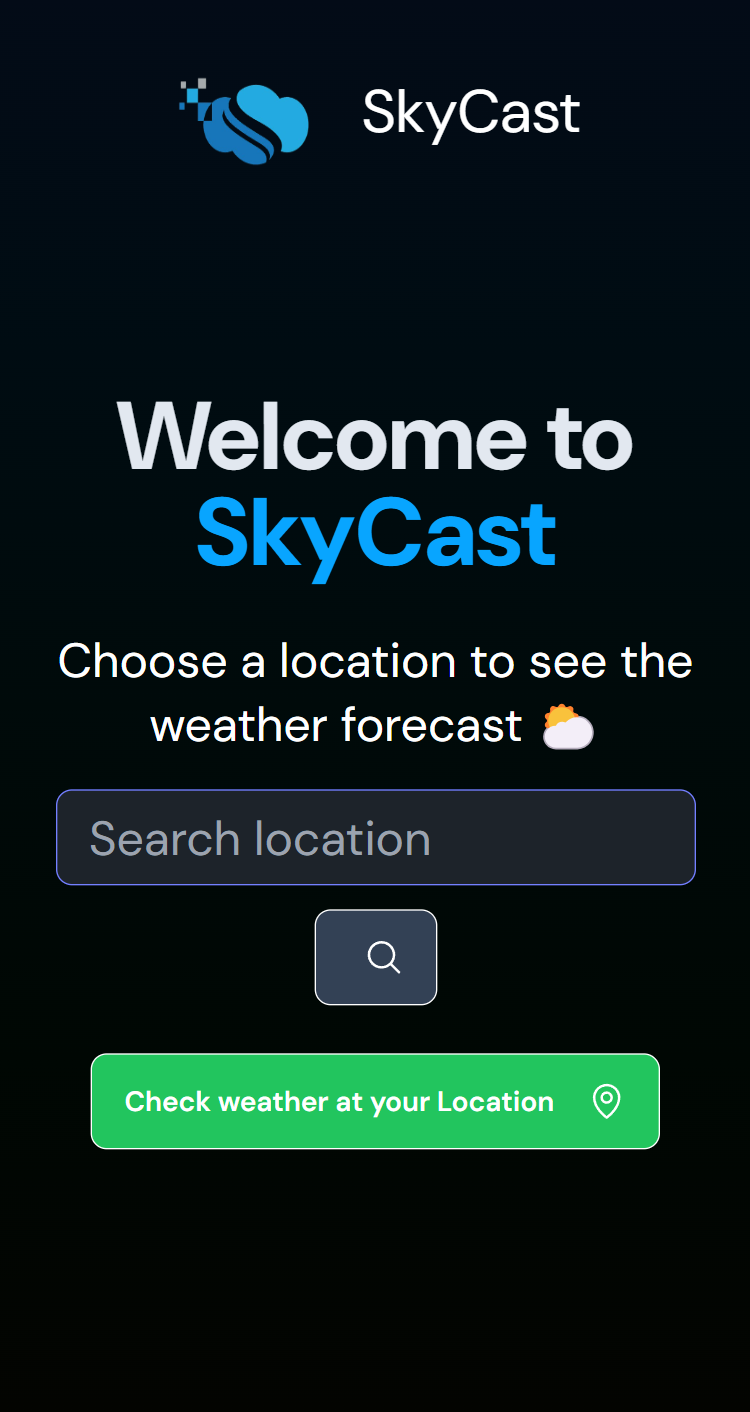 SkyCast
Welcome to
SkyCast
Choose a location to see the
weather forecast 🌥️
Search location
Check weather at your Location